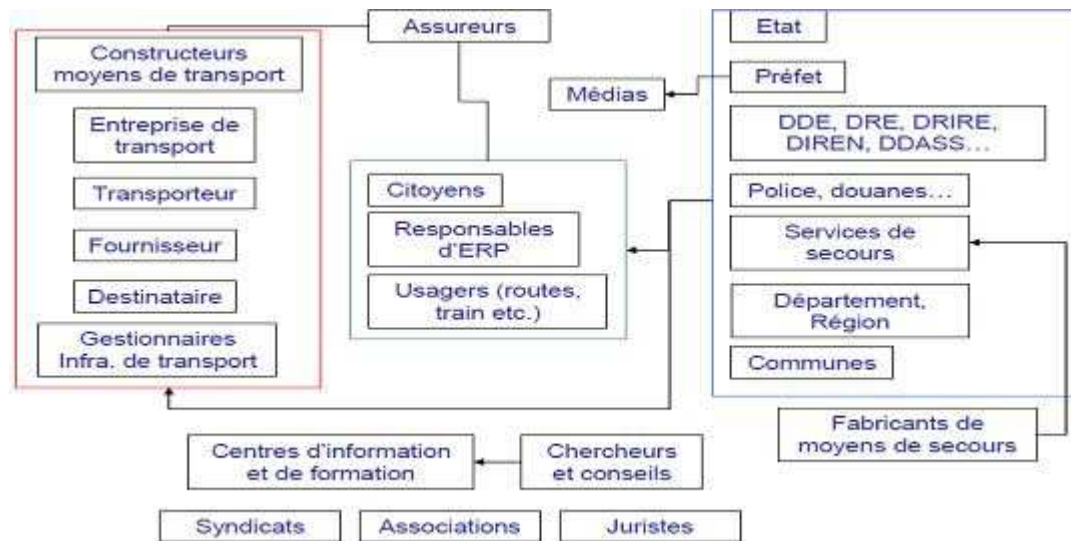 Assureurs
Constructeurs
moyens de transport
Entreprise de
transport
Transporteur
Fournisseur
Destinataire
Gestionnaires
Infra. de transport
Médias
Citoyens
Responsables
d'ERP
Usagers (routes,
train etc.)
Etat
Préfet
DDE, DRE, DRIRE,
DIREN, DDASS...
Police, douanes...
Services de
secours
Département,
Région
Communes
Fabricants de
moyens de secours
Centres d'information
et de formation
Chercheurs
et conseils
Syndicats
Associations
Juristes